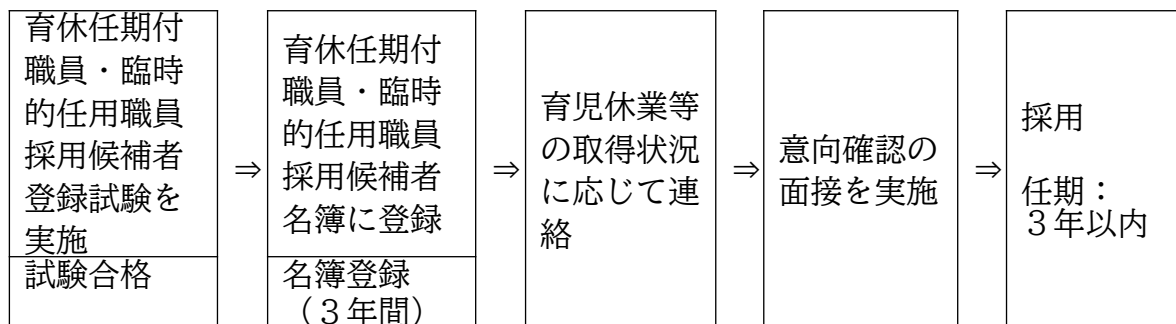 育休任期付
職員・臨時
的任用職員
採用候補者
登録試験を
実施
試験合格
⇒
育休任期付
職員・臨時
的任用職員
採用候補者
名簿に登録
名簿登録
（３年間）
⇒
育児休業等
の取得状況
に応じて連
絡
⇒
意向確認の
面接を実施
⇒
採用
任期：
３年以内